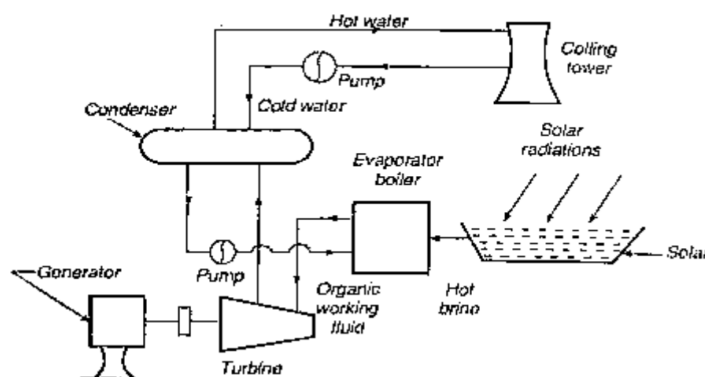 Hot water
Colling
tower
Pump
Cold water
Condenser
Solar
radiations
Evaporator
boiler
Solar
Pump
Generator
Organic
working
fluid
Hot
brino
Turbine